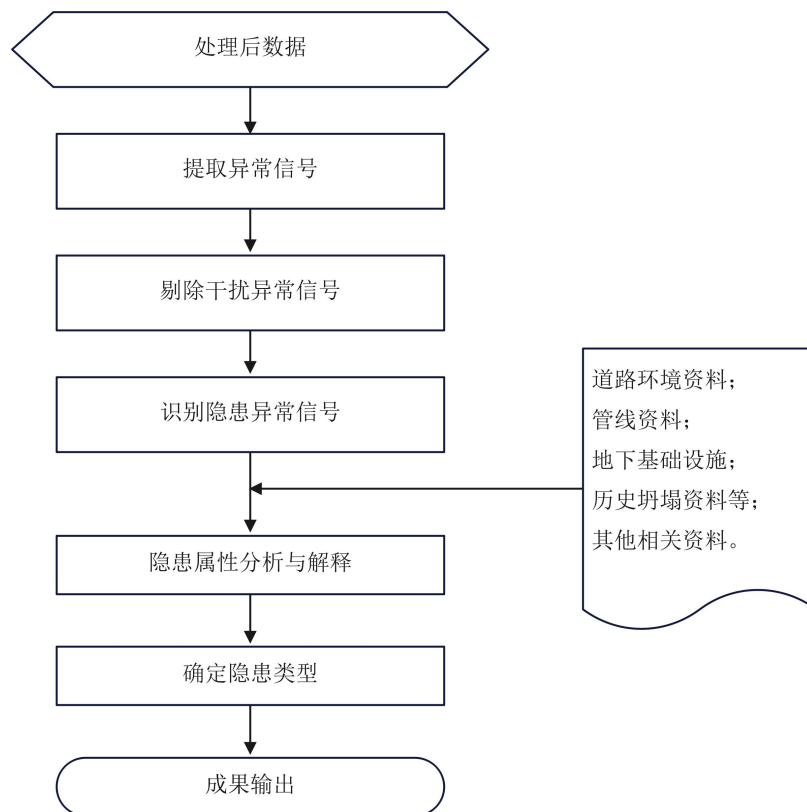 处理后数据
提取异常信号
剔除干扰异常信号
识别隐患异常信号
道路环境资料；
管线资料；
地下基础设施；
历史坍塌资料等；
其他相关资料。
隐患属性分析与解释
确定隐患类型
成果输出